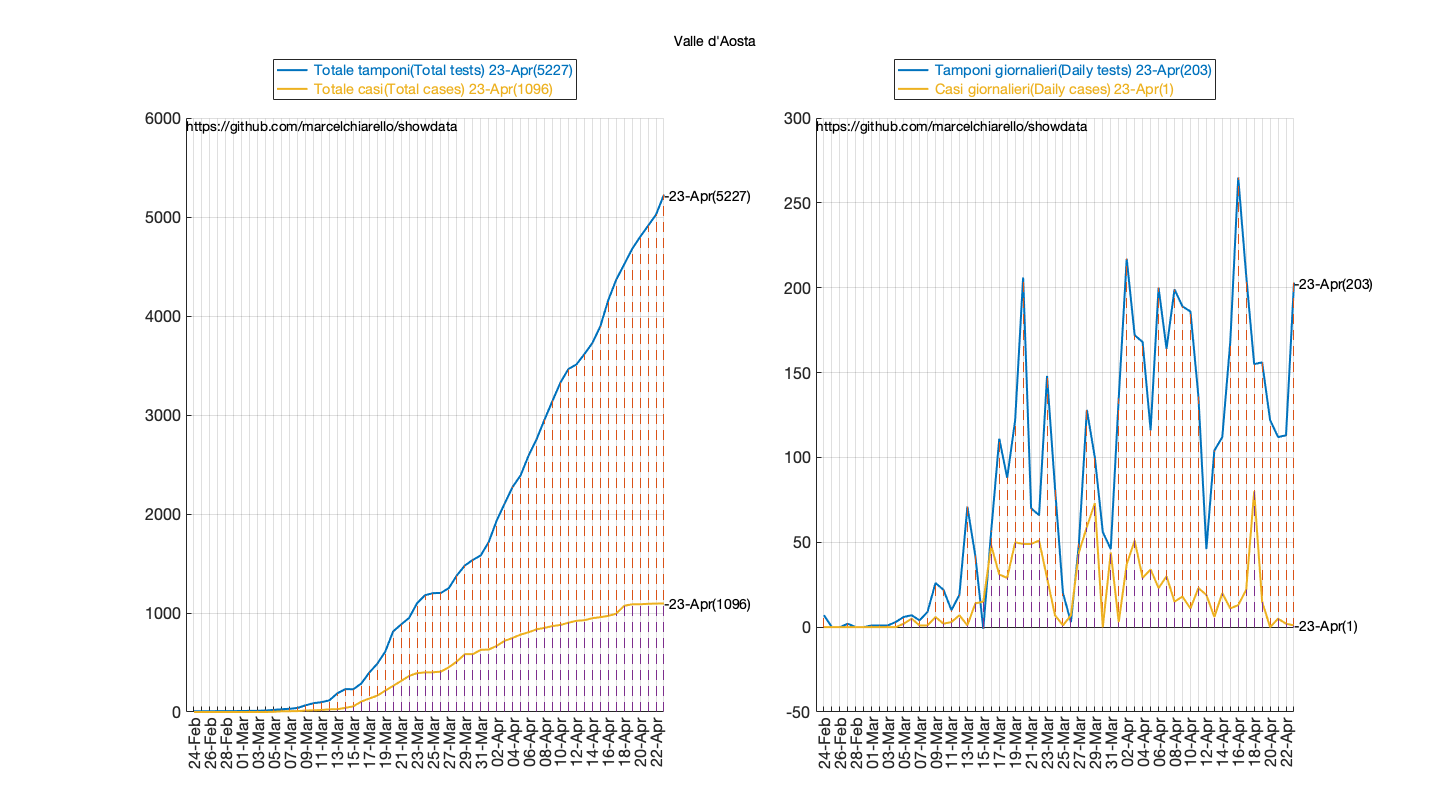 Valle d'Aosta
Totale tamponi(Total tests) 23-Apr(5227)
Totale casi(Total cases) 23-Apr(1096)
https://github.com/marcelchiarello/showdata
6000
5000
4000
3000
2000
1000
0
23-Apr(5227)
23-Apr(1096)
24-Feb
26-Feb
28-Feb
01-Mar
03-Mar
05-Mar
07-Mar
09-Mar
11-Mar
13-Mar
15-Mar
17-Mar
19-Mar
21-Mar
23-Mar
25-Mar
27-Mar
29-Mar
31-Mar
02-Apr
04-Apr
06-Apr
08-Apr
10-Apr
12-Apr
14-Apr
16-Apr
18-Apr
20-Apr
22-Apr
Tamponi giornalieri(Daily tests) 23-Apr(203)
Casi giornalieri(Daily cases) 23-Apr(1)
https://github.com/marcelchiarello/showdata
300
250
200
150
100
50
0
-50
23-Apr(203)
23-Apr(1)
24-Feb
26-Feb
28-Feb
01-Mar
03-Mar
05-Mar
07-Mar
09-Mar
11-Mar
13-Mar
15-Mar
17-Mar
19-Mar
21-Mar
23-Mar
25-Mar
27-Mar
29-Mar
31-Mar
02-Apr
04-Apr
06-Apr
08-Apr
10-Apr
12-Apr
14-Apr
16-Apr
18-Apr
20-Apr
22-Apr